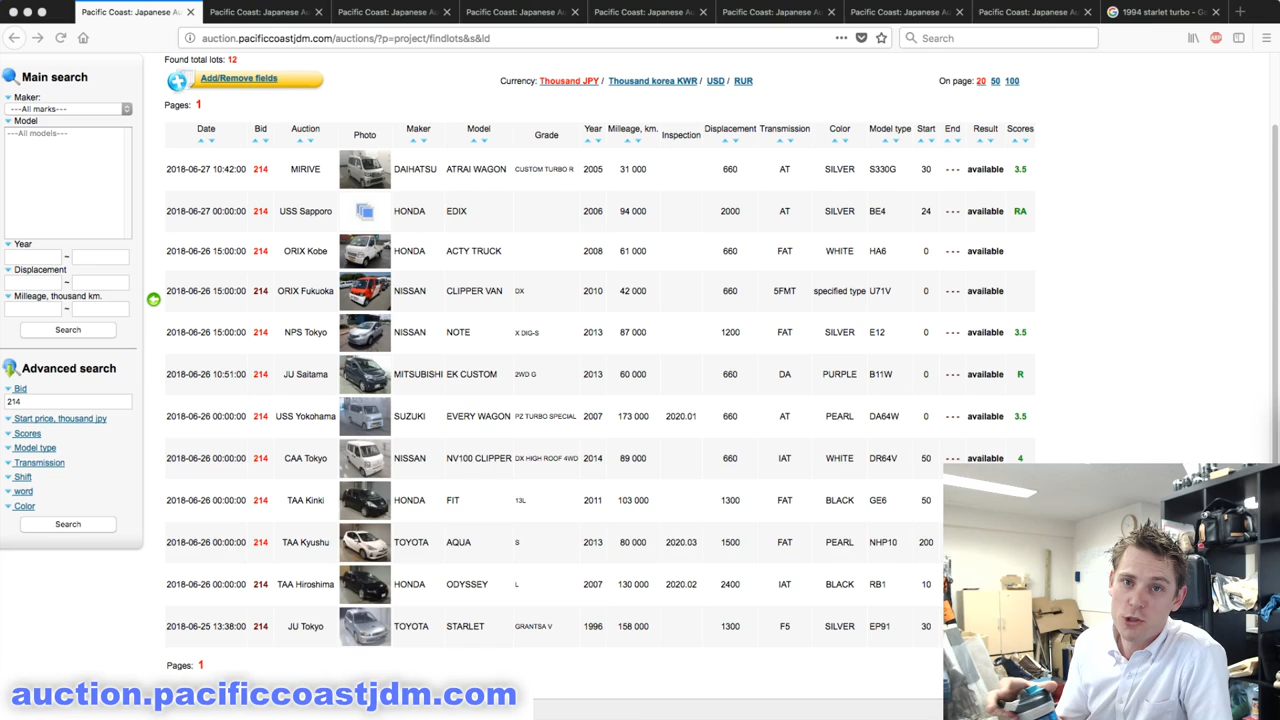 Pacific Coast: Japanese Au
Pacific Coast: Japanese Au
Pacific Coast: Japanese Au
Pacific Coast: Japanese Au
Pacific Coast: Japanese Au
Pacific Coast: Japanese Au
Pacific Coast: Japanese Au
Pacific Coast: Japanese Au
1994 starlet turbo - Go
auction.pacificcoastjdm.com/auctions/?p=project/findlots&s&ld
Search
Main search
Maker:
---All marks---
Model
---All models---
Year
~
Displacement
~
Mileage, thousand km.
~
Search
Advanced search
Bid
214
Start price, thousand jpy
Scores
Model type
Transmission
Shift
word
Color
Search
Found total lots: 12
Add/Remove fields
Currency: Thousand JPY / Thousand korea KWR / USD / RUR
On page: 20 50 100
Pages: 1
Date Bid Auction Photo Maker Model Grade Year Mileage, km. Inspection Displacement Transmission Color Model type Start End Result Scores
2018-06-27 10:42:00 214 MIRIVE DAIHATSU ATRAI WAGON CUSTOM TURBO R 2005 31 000 660 AT SILVER S330G 30 --- available 3.5
2018-06-27 00:00:00 214 USS Sapporo HONDA EDIX 2006 94 000 2000 AT SILVER BE4 24 --- available RA
2018-06-26 15:00:00 214 ORIX Kobe HONDA ACTY TRUCK 2008 61 000 660 FAT WHITE HA6 0 --- available
2018-06-26 15:00:00 214 ORIX Fukuoka NISSAN CLIPPER VAN DX 2010 42 000 660 5FMT specified type U71V 0 --- available
2018-06-26 15:00:00 214 NPS Tokyo NISSAN NOTE X DIG-S 2013 87 000 1200 AT SILVER E12 0 --- available 3.5
2018-06-26 10:51:00 214 JU Saitama MITSUBISHI EK CUSTOM 2WD G 2013 60 000 660 DA PURPLE B11W 0 --- available R
2018-06-26 00:00:00 214 USS Yokohama SUZUKI EVERY WAGON PZ TURBO SPECIAL 2007 173 000 2020.01 660 AT PEARL DA64W 0 --- available 3.5
2018-06-26 00:00:00 214 CAA Tokyo NISSAN NV100 CLIPPER DX HIGH ROOF 4WD 2014 89 000 660 IAT WHITE DR64V 50 --- available 4
2018-06-26 00:00:00 214 TAA Kinki HONDA FIT 13L 2011 103 000 1300 FAT BLACK GE6 50
2018-06-26 00:00:00 214 TAA Kyushu TOYOTA AQUA S 2013 80 000 2020.03 1500 FAT PEARL NHP10 200
2018-06-26 00:00:00 214 TAA Hiroshima HONDA ODYSSEY L 2007 130 000 2020.02 2400 IAT BLACK RB1 10
2018-06-25 13:38:00 214 JU Tokyo TOYOTA STARLET GRANTSA V 1996 158 000 1300 F5 SILVER EP91 30
Pages: 1
auction.pacificcoastjdm.com